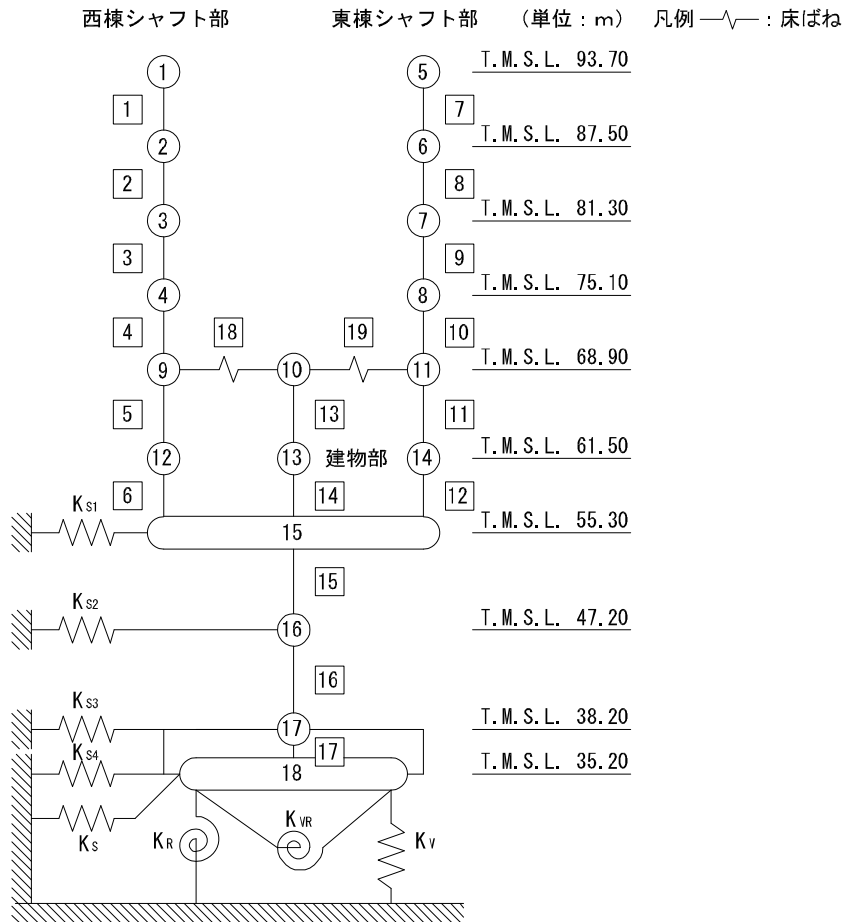 西棟シャフト部 東棟シャフト部 (単位:m) 凡例 :床ばね
1 5 T.M.S.L. 93.70
1 7
2 6 T.M.S.L. 87.50
2 8
3 7 T.M.S.L. 81.30
3 9
4 8 T.M.S.L. 75.10
4 18 19 10
9 10 11 T.M.S.L. 68.90
5 13 11
12 13 建物部 14 T.M.S.L. 61.50
6 14 12
KS1 15 T.M.S.L. 55.30
15
KS2 16 T.M.S.L. 47.20
16
KS3 17 T.M.S.L. 38.20
17
KS4 18 T.M.S.L. 35.20
KS KR KVR KV